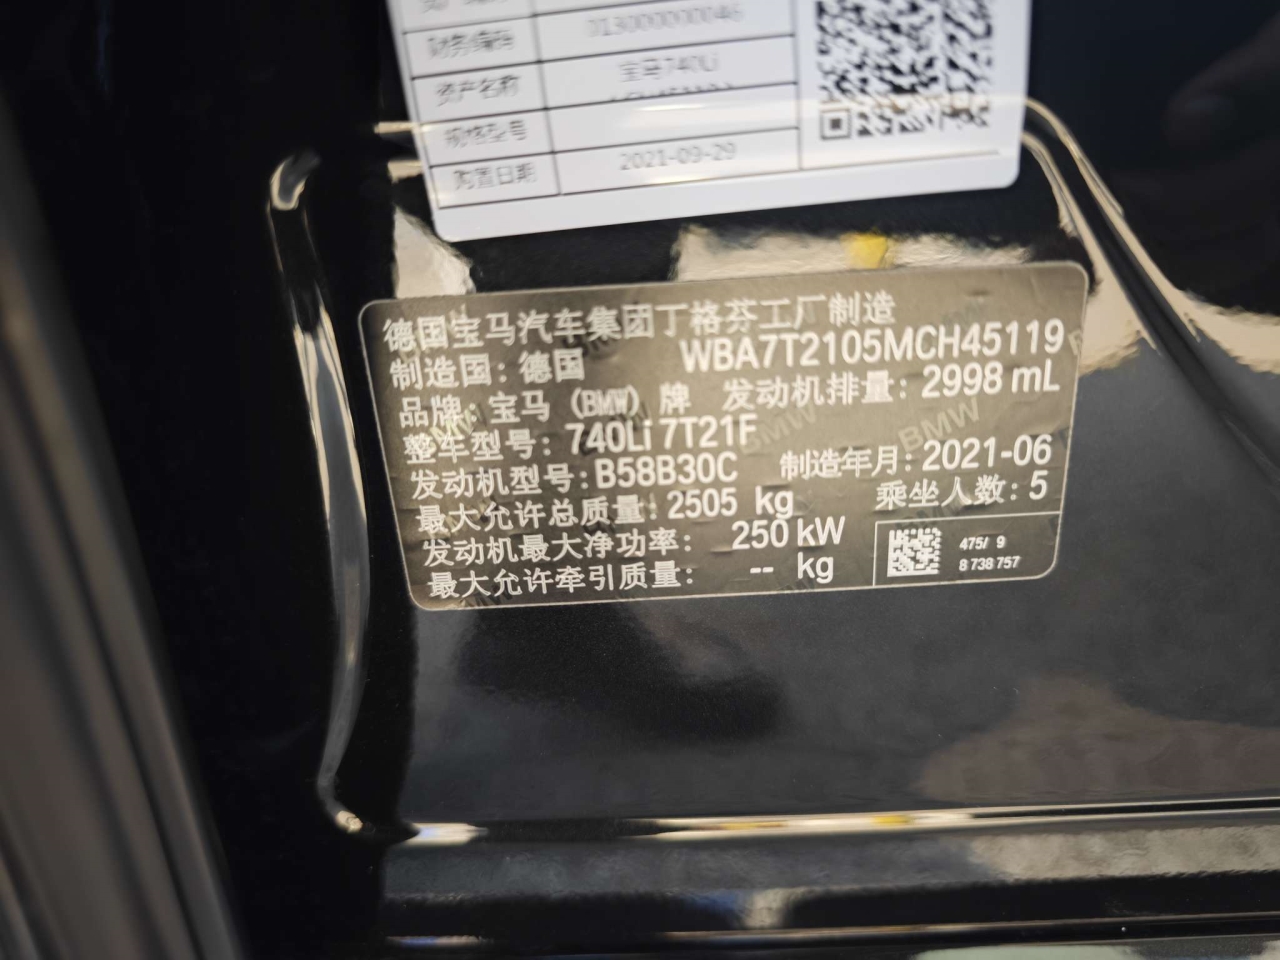 财务编码 013000000046
资产名称 宝马740Li
规格型号
购置日期 2021-09-29
德国宝马汽车集团丁格芬工厂制造
制造国：德国 WBA7T2105MCH45119
品牌：宝马（BMW）牌 发动机排量：2998 mL
整车型号：740Li 7T21F
发动机型号：B58B30C 制造年月：2021-06
最大允许总质量：2505 kg 乘坐人数：5
发动机最大净功率： 250 kW
最大允许牵引质量： -- kg
475/ 9
8 738 757